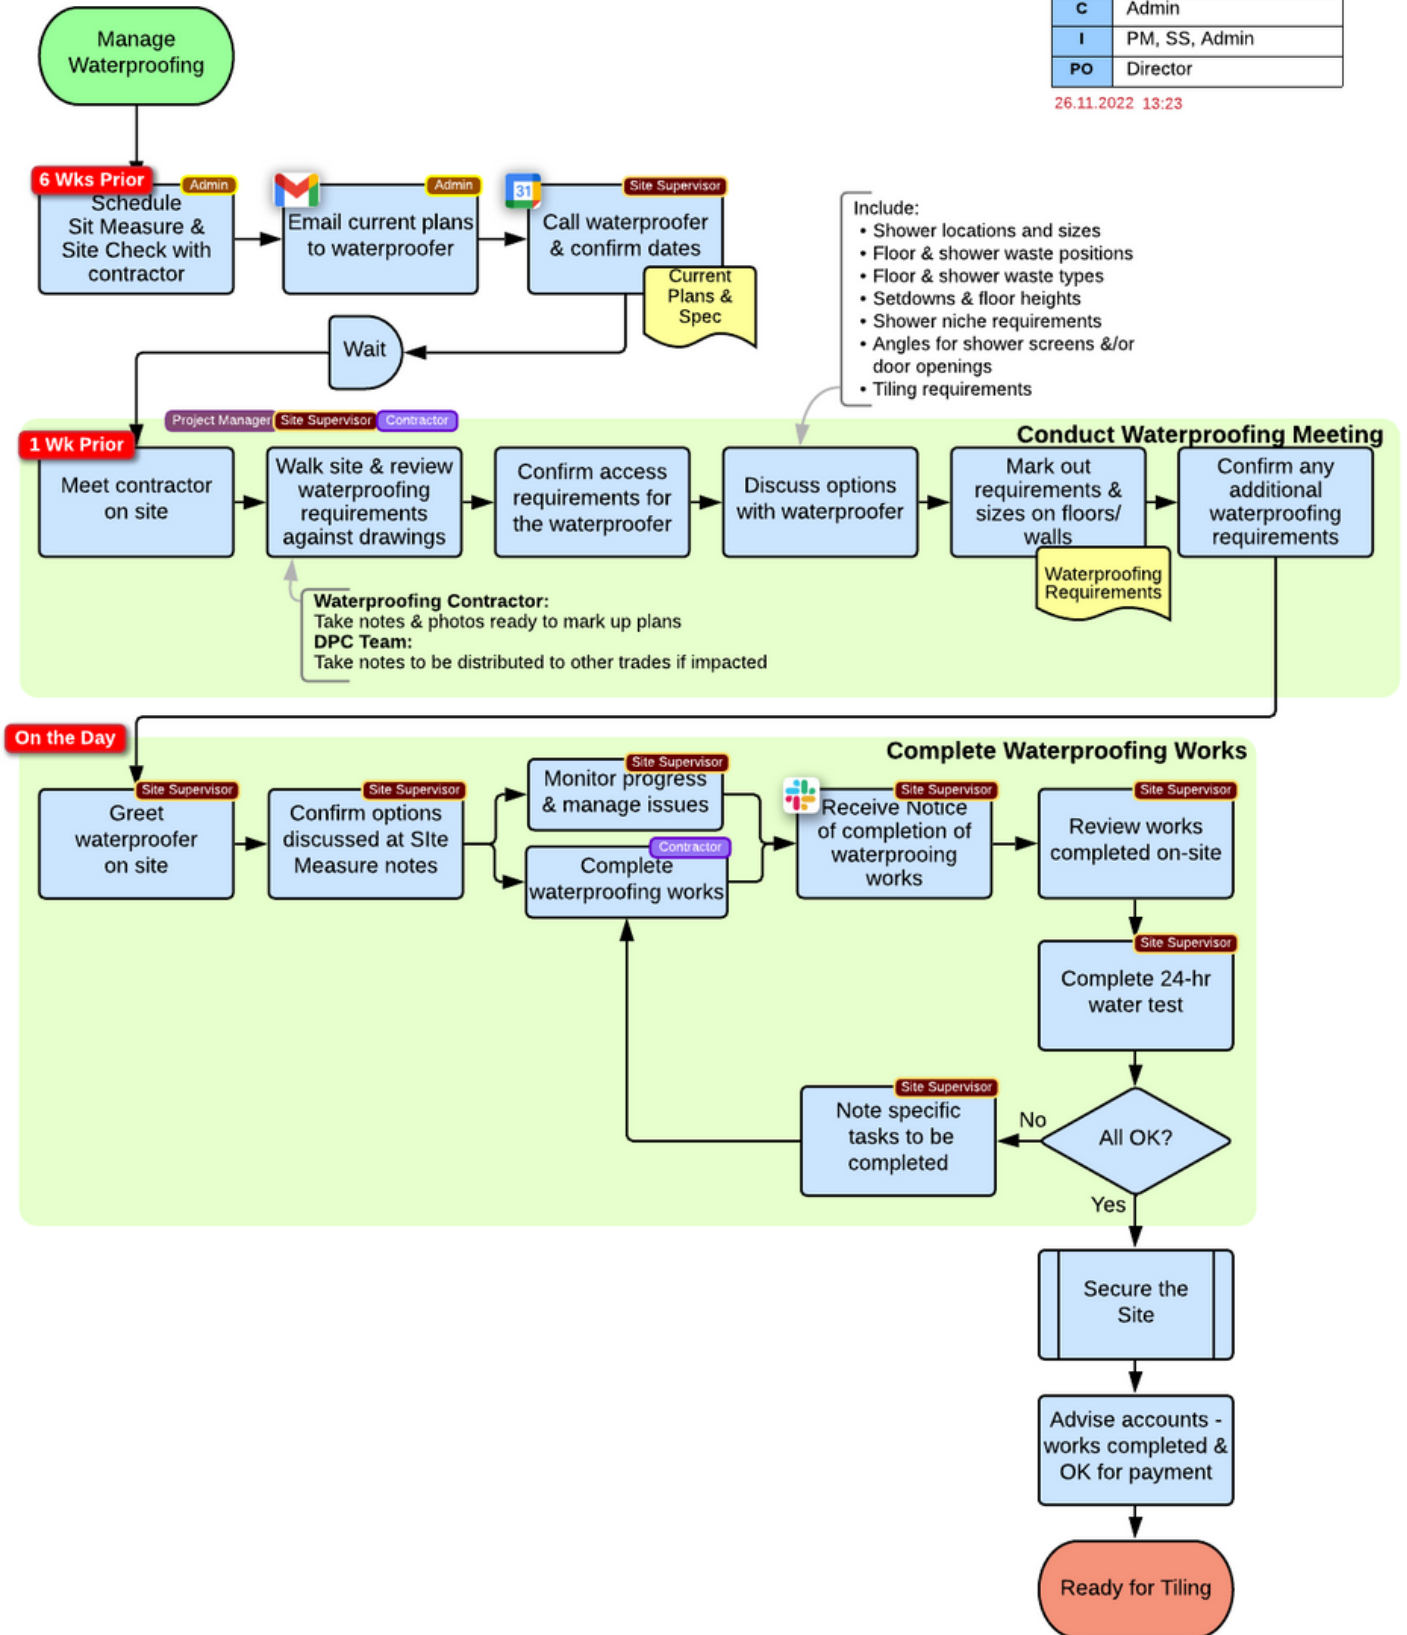 Manage
Waterproofing
C Admin
I PM, SS, Admin
PO Director
26.11.2022 13:23
6 Wks Prior
Admin
Schedule
Sit Measure &
Site Check with
contractor
Admin
Email current plans
to waterproofer
31
Site Supervisor
Call waterproofer
& confirm dates
Current
Plans &
Spec
Wait
Include:
• Shower locations and sizes
• Floor & shower waste positions
• Floor & shower waste types
• Setdowns & floor heights
• Shower niche requirements
• Angles for shower screens &/or
door openings
• Tiling requirements
Conduct Waterproofing Meeting
1 Wk Prior
Project Manager Site Supervisor Contractor
Meet contractor
on site
Walk site & review
waterproofing
requirements
against drawings
Confirm access
requirements for
the waterproofer
Discuss options
with waterproofer
Mark out
requirements &
sizes on floors/
walls
Waterproofing
Requirements
Confirm any
additional
waterproofing
requirements
Waterproofing Contractor:
Take notes & photos ready to mark up plans
DPC Team:
Take notes to be distributed to other trades if impacted
On the Day
Complete Waterproofing Works
Site Supervisor
Greet
waterproofer
on site
Site Supervisor
Confirm options
discussed at SIte
Measure notes
Site Supervisor
Monitor progress
& manage issues
Contractor
Complete
waterproofing works
Site Supervisor
Receive Notice
of completion of
waterprooing
works
Site Supervisor
Review works
completed on-site
Site Supervisor
Complete 24-hr
water test
All OK?
No
Site Supervisor
Note specific
tasks to be
completed
Yes
Secure the
Site
Advise accounts -
works completed &
OK for payment
Ready for Tiling